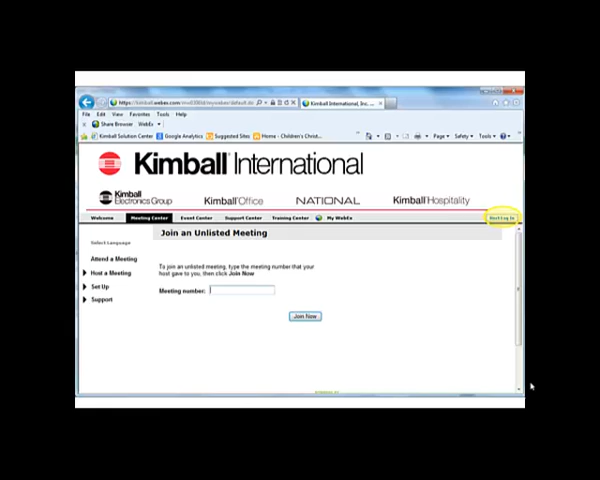 Kimball International, Inc. ...
File Edit View Favorites Tools Help
Share Browser WebEx
Kimball Solution Center Google Analytics Suggested Sites Home - Children's Christ... Page Safety Tools
Kimball International
Kimball Electronics Group Kimball Office NATIONAL Kimball Hospitality
Welcome Meeting Center Event Center Support Center Training Center My WebEx Host Log In
Join an Unlisted Meeting
Select Language
Attend a Meeting
Host a Meeting
Set Up
Support
To join an unlisted meeting, type the meeting number that your
host gave to you, then click Join Now
Meeting number:
Join Now